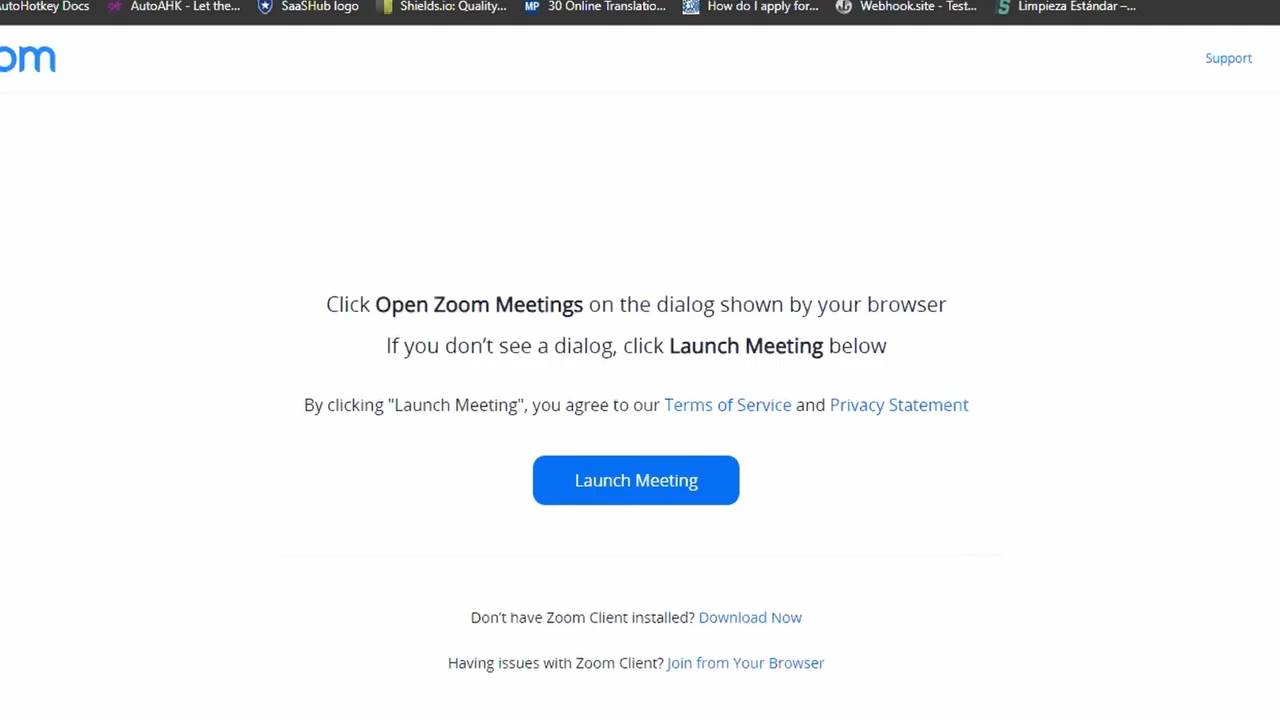 utoHotkey Docs AutoAHK - Let the... SaaSHub logo Shields.io: Quality... MP 30 Online Translatio... How do I apply for... Webhook.site - Test... S Limpieza Estándar –...
om Support
Click Open Zoom Meetings on the dialog shown by your browser
If you don’t see a dialog, click Launch Meeting below
By clicking "Launch Meeting", you agree to our Terms of Service and Privacy Statement
Launch Meeting
Don’t have Zoom Client installed? Download Now
Having issues with Zoom Client? Join from Your Browser